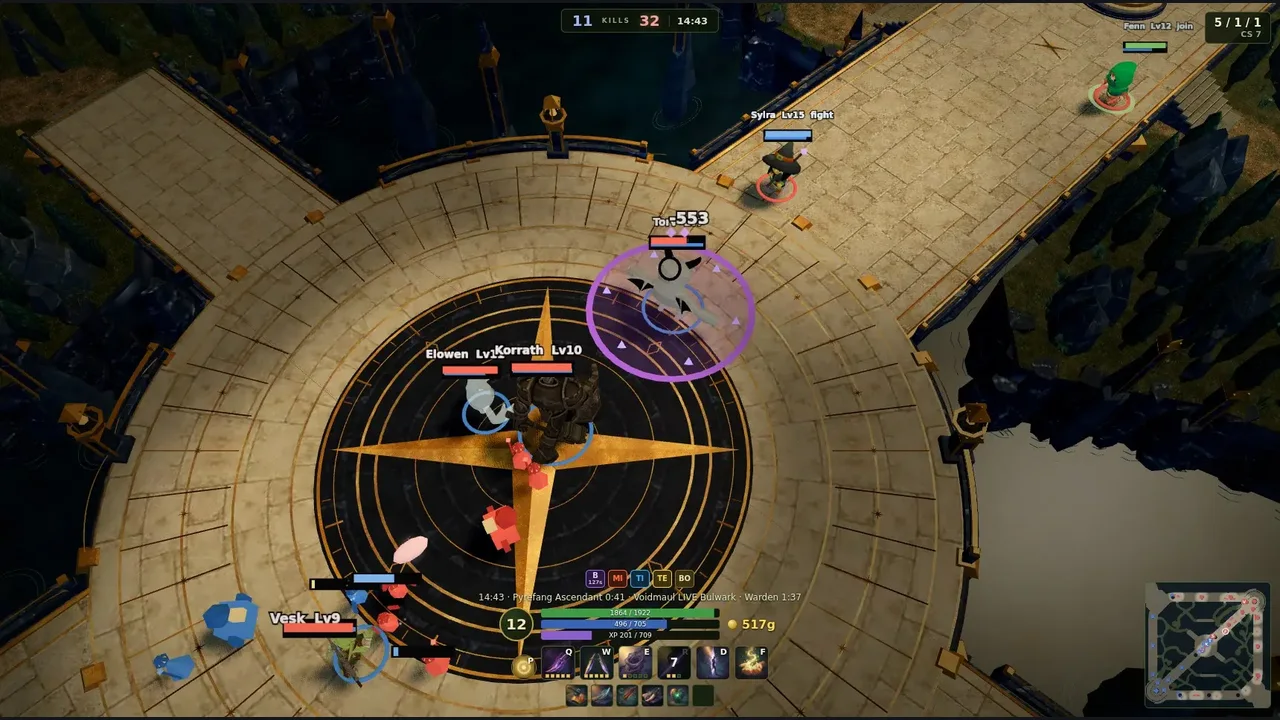 11 KILLS 32 14:43
5 / 1 / 1
CS 7
Fenn Lv12 join
Sylra Lv15 fight
-553
Elowen
Korrath Lv10
Vesk Lv9
B MI TI TE BO
127s
14:43 · Pyrefang Ascendant 0:41 · Voidmaul LIVE Bulwark · Warden 1:37
12
1864 / 1922
496 / 705
XP 201 / 709
517g
P Q W E 7 D F